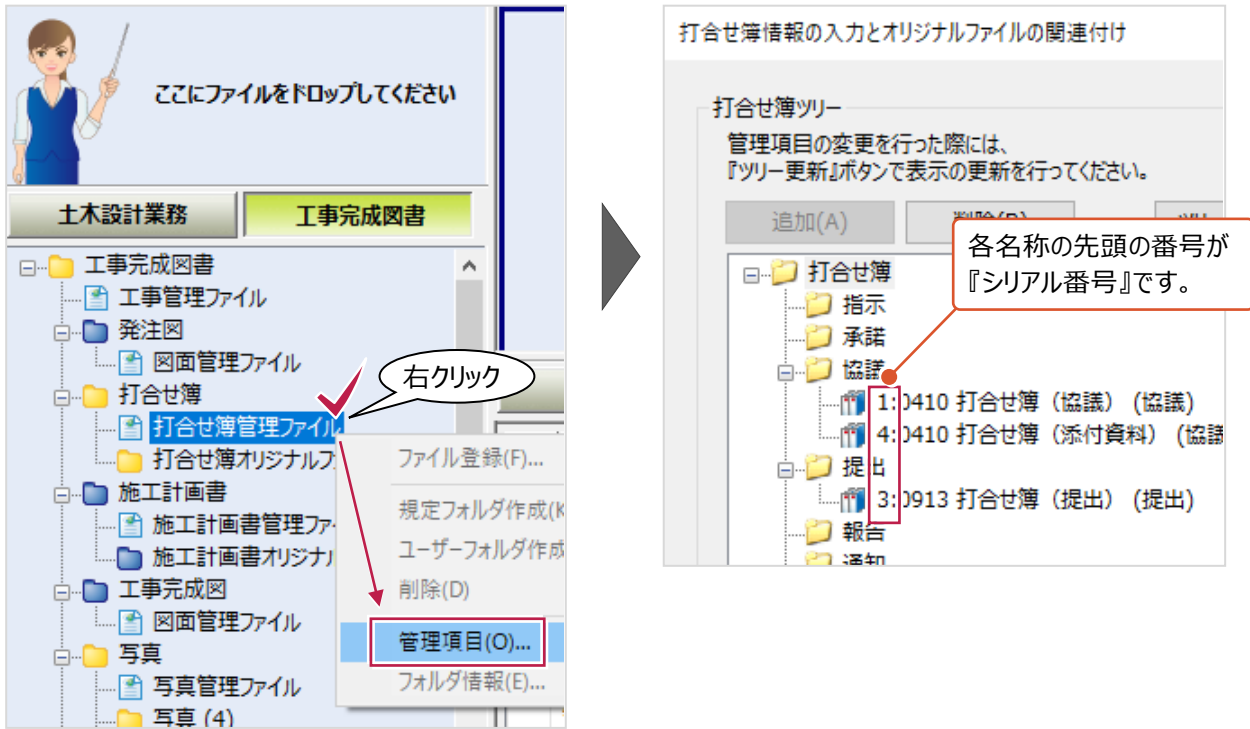 ここにファイルをドロップしてください
土木設計業務
工事完成図書
工事完成図書
工事管理ファイル
発注図
図面管理ファイル
打合せ簿
打合せ簿管理ファイル
打合せ簿オリジナルフ
施工計画書
施工計画書管理ファ
施工計画書オリジナル
工事完成図
図面管理ファイル
写真
写真管理ファイル
写真 (4)
右クリック
ファイル登録(F)...
規定フォルダ作成(K
ユーザーフォルダ作成
削除(D)
管理項目(O)...
フォルダ情報(E)...
打合せ簿情報の入力とオリジナルファイルの関連付け
打合せ簿ツリー
管理項目の変更を行った際には、
『ツリー更新』ボタンで表示の更新を行ってください。
追加(A)
各名称の先頭の番号が
『シリアル番号』です。
打合せ簿
指示
承諾
協議
1:0410 打合せ簿（協議） (協議)
4:0410 打合せ簿（添付資料） (協議
提出
3:0913 打合せ簿（提出） (提出)
報告
通知